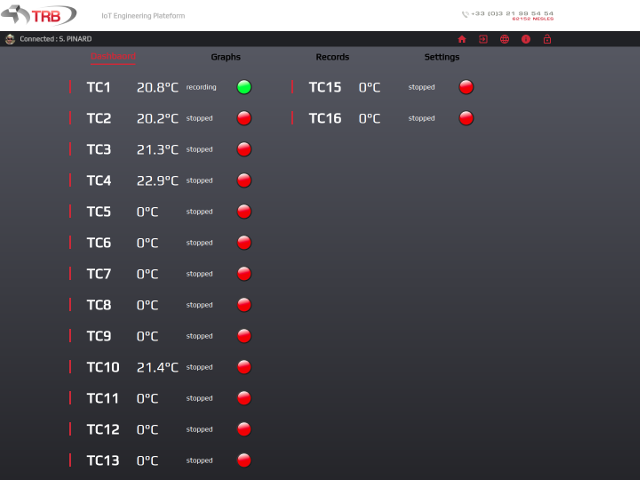 TRB
IoT Engineering Plateform
+33 (0)3 21 99 54 54
62152 NESLES
Connected : S. PINARD
Dashboard
Graphs
Records
Settings
TC1 20.8°C recording
TC2 20.2°C stopped
TC3 21.3°C stopped
TC4 22.9°C stopped
TC5 0°C stopped
TC6 0°C stopped
TC7 0°C stopped
TC8 0°C stopped
TC9 0°C stopped
TC10 21.4°C stopped
TC11 0°C stopped
TC12 0°C stopped
TC13 0°C stopped
TC15 0°C stopped
TC16 0°C stopped